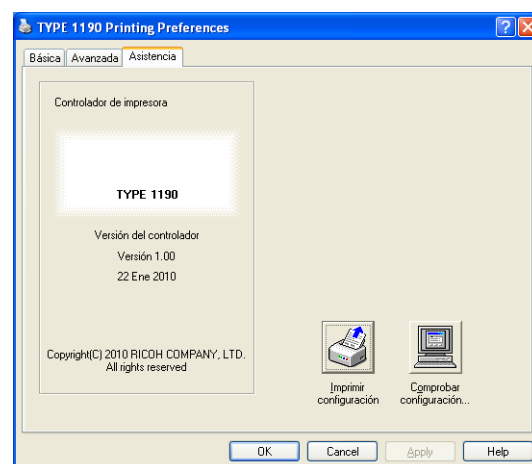 TYPE 1190 Printing Preferences
Básica Avanzada Asistencia
Controlador de impresora
TYPE 1190
Versión del controlador
Versión 1.00
22 Ene 2010
Copyright(C) 2010 RICOH COMPANY, LTD.
All rights reserved
Imprimir
configuración
Comprobar
configuración...
OK Cancel Apply Help